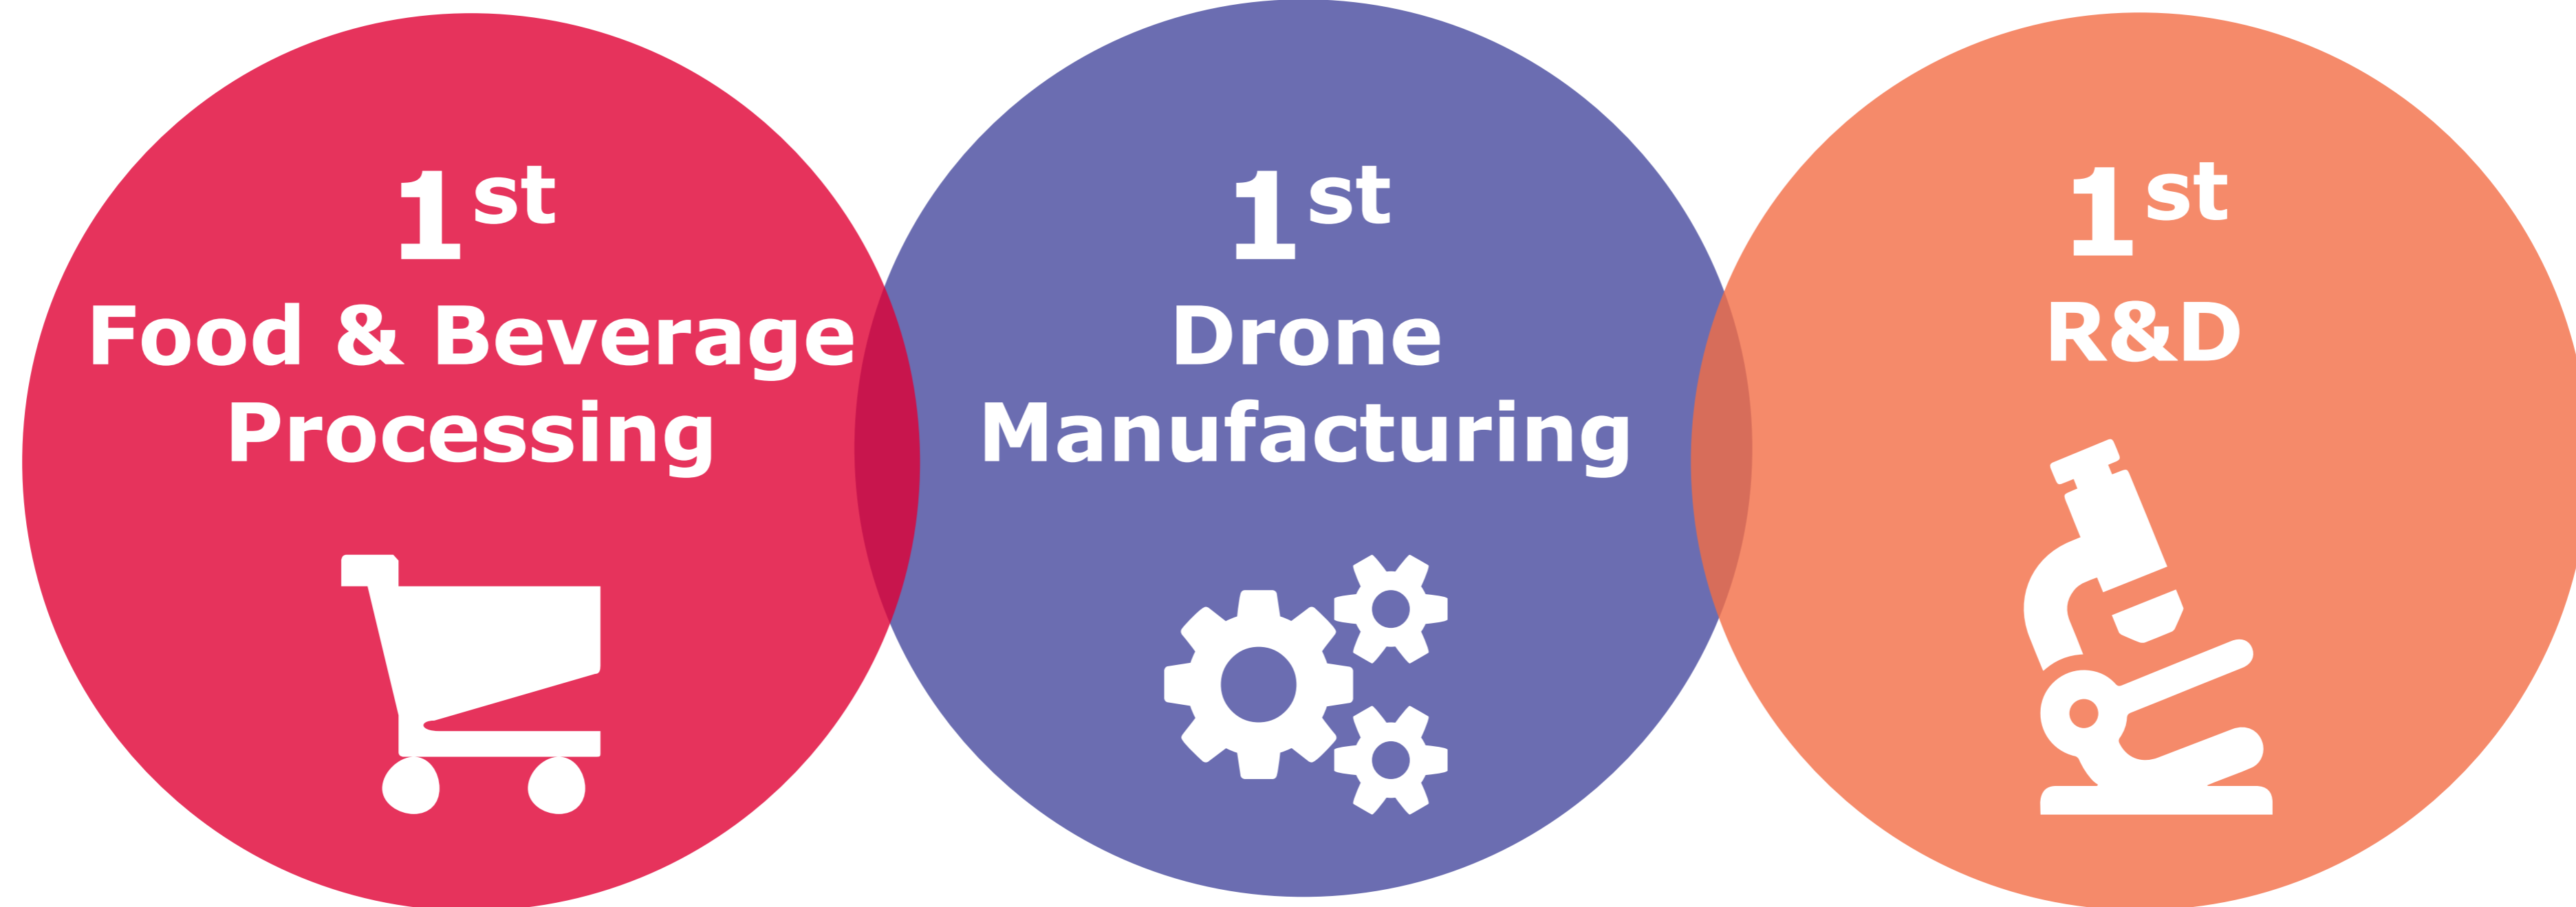 1st
Food & Beverage
Processing
1st
Drone
Manufacturing
1st
R&D